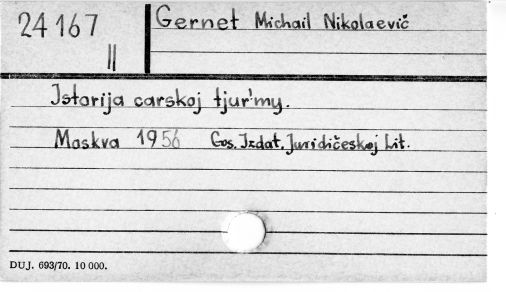 24 167
II
Gernet Michail Nikolaevič
Istorija carskoj tjur'my.
Moskva 1956 Gos. Izdat. Juridičeskoj Lit.
DUJ. 693/70. 10 000.